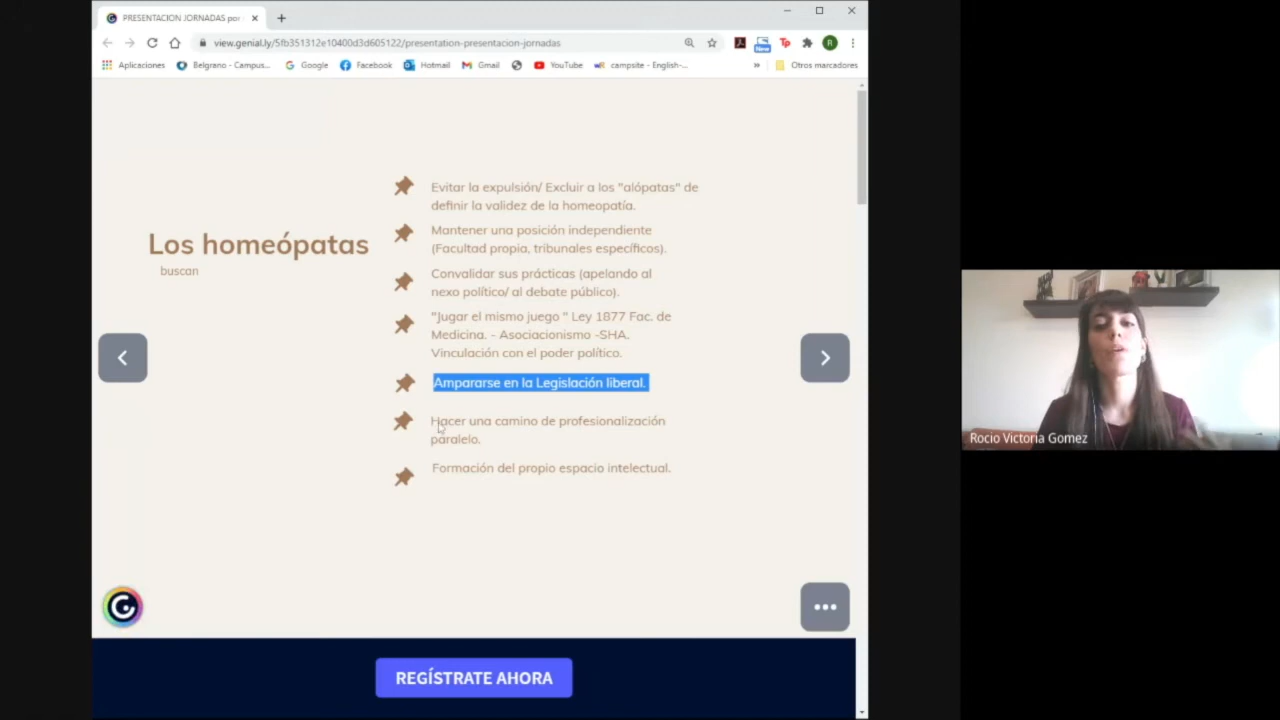 PRESENTACION JORNADAS por
view.genial.ly/5fb351312e10400d3d605122/presentation-presentacion-jornadas
New
Tp
R
Aplicaciones
Belgrano - Campus...
Google
Facebook
Hotmail
Gmail
YouTube
campsite - English-...
»
Otros marcadores
Los homeópatas
buscan
Evitar la expulsión/ Excluir a los "alópatas" de
definir la validez de la homeopatía.
Mantener una posición independiente
(Facultad propia, tribunales específicos).
Convalidar sus prácticas (apelando al
nexo político/ al debate público).
"Jugar el mismo juego " Ley 1877 Fac. de
Medicina. - Asociacionismo -SHA.
Vinculación con el poder político.
Ampararse en la Legislación liberal.
Hacer una camino de profesionalización
paralelo.
Formación del propio espacio intelectual.
REGÍSTRATE AHORA
Rocio Victoria Gomez